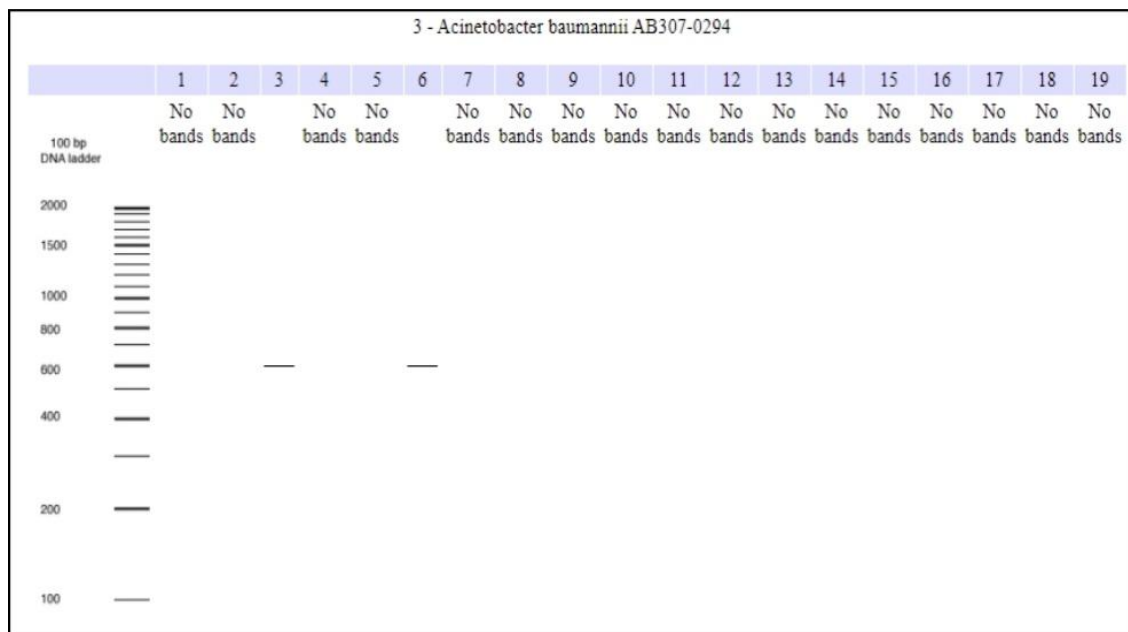 3 - Acinetobacter baumannii AB307-0294
1 2 3 4 5 6 7 8 9 10 11 12 13 14 15 16 17 18 19
No No No No No No No No No No No No No No No No No
bands bands bands bands bands bands bands bands bands bands bands bands bands bands bands bands bands
100 bp
DNA ladder
2000
1500
1000
800
600
400
200
100